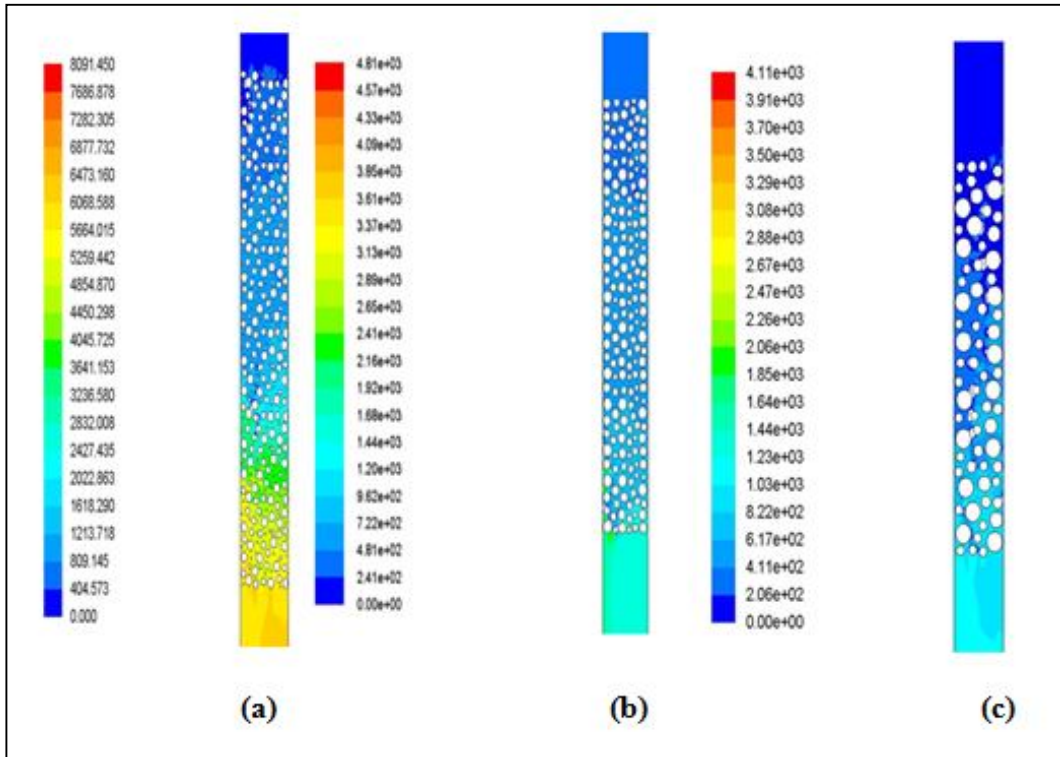 8091.450
7686.878
7282.305
6877.732
6473.160
6068.588
5664.015
5259.442
4854.870
4450.298
4045.725
3641.153
3236.580
2832.008
2427.435
2022.863
1618.290
1213.718
809.145
404.573
0.000
4.81e+03
4.57e+03
4.33e+03
4.09e+03
3.85e+03
3.61e+03
3.37e+03
3.13e+03
2.89e+03
2.65e+03
2.41e+03
2.16e+03
1.92e+03
1.68e+03
1.44e+03
1.20e+03
9.62e+02
7.22e+02
4.81e+02
2.41e+02
0.00e+00
4.11e+03
3.91e+03
3.70e+03
3.50e+03
3.29e+03
3.08e+03
2.88e+03
2.67e+03
2.47e+03
2.26e+03
2.06e+03
1.85e+03
1.64e+03
1.44e+03
1.23e+03
1.03e+03
8.22e+02
6.17e+02
4.11e+02
2.06e+02
0.00e+00
(a)
(b)
(c)